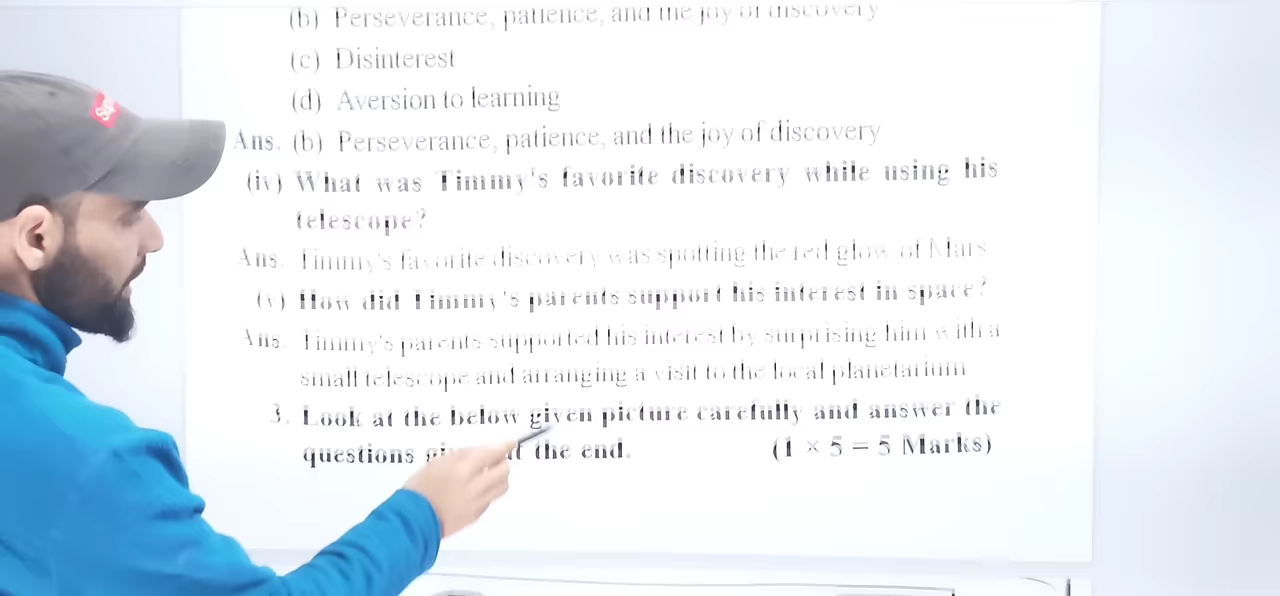 (b) Perseverance, patience, and the joy of discovery
(c) Disinterest
(d) Aversion to learning
Ans. (b) Perseverance, patience, and the joy of discovery
(iv) What was Timmy's favorite discovery while using his
telescope?
Ans. Timmy's favorite discovery was spotting the red glow of Mars
(v) How did Timmy's parents support his interest in space?
Ans. Timmy's parents supported his interest by surprising him with a
small telescope and arranging a visit to the local planetarium
3. Look at the below given picture carefully and answer the
questions the end. (1 × 5 = 5 Marks)